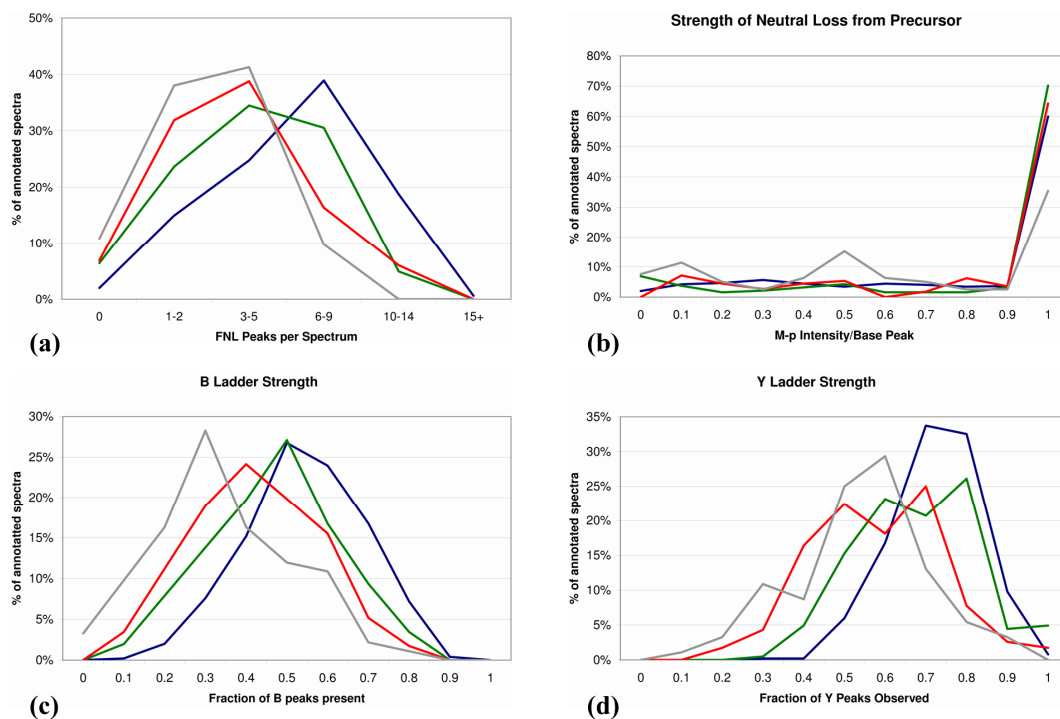 50%
40%
30%
20%
10%
0%
% of annotated spectra
0 1-2 3-5 6-9 10-14 15+
FNL Peaks per Spectrum
(a)
Strength of Neutral Loss from Precursor
80%
70%
60%
50%
40%
30%
20%
10%
0%
% of annotated spectra
0 0.1 0.2 0.3 0.4 0.5 0.6 0.7 0.8 0.9 1
M-p Intensity/Base Peak
(b)
B Ladder Strength
30%
25%
20%
15%
10%
5%
0%
% of annotatted spectra
0 0.1 0.2 0.3 0.4 0.5 0.6 0.7 0.8 0.9 1
Fraction of B peaks present
(c)
Y Ladder Strength
35%
30%
25%
20%
15%
10%
5%
0%
% of annotated spectra
0 0.1 0.2 0.3 0.4 0.5 0.6 0.7 0.8 0.9 1
Fraction of Y Peaks Observed
(d)